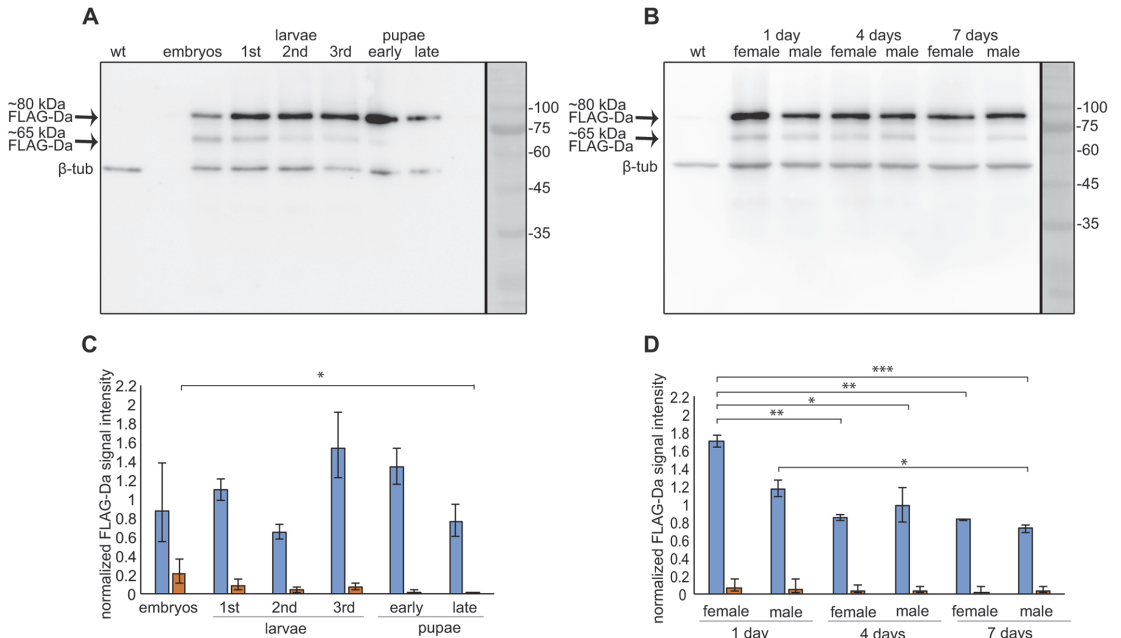 A
larvae pupae
wt embryos 1st 2nd 3rd early late
~80 kDa
FLAG-Da
~65 kDa
FLAG-Da
β-tub
-100
-75
-60
-45
-35
B
1 day 4 days 7 days
wt female male female male female male
~80 kDa
FLAG-Da
~65 kDa
FLAG-Da
β-tub
-100
-75
-60
-45
-35
C
normalized FLAG-Da signal intensity
2.2
2
1.8
1.6
1.4
1.2
1
0.8
0.6
0.4
0.2
0
*
embryos 1st 2nd 3rd early late
larvae pupae
D
normalized FLAG-Da signal intensity
2.2
2
1.8
1.6
1.4
1.2
1
0.8
0.6
0.4
0.2
0
***
**
*
**
*
female male female male female male
1 day 4 days 7 days